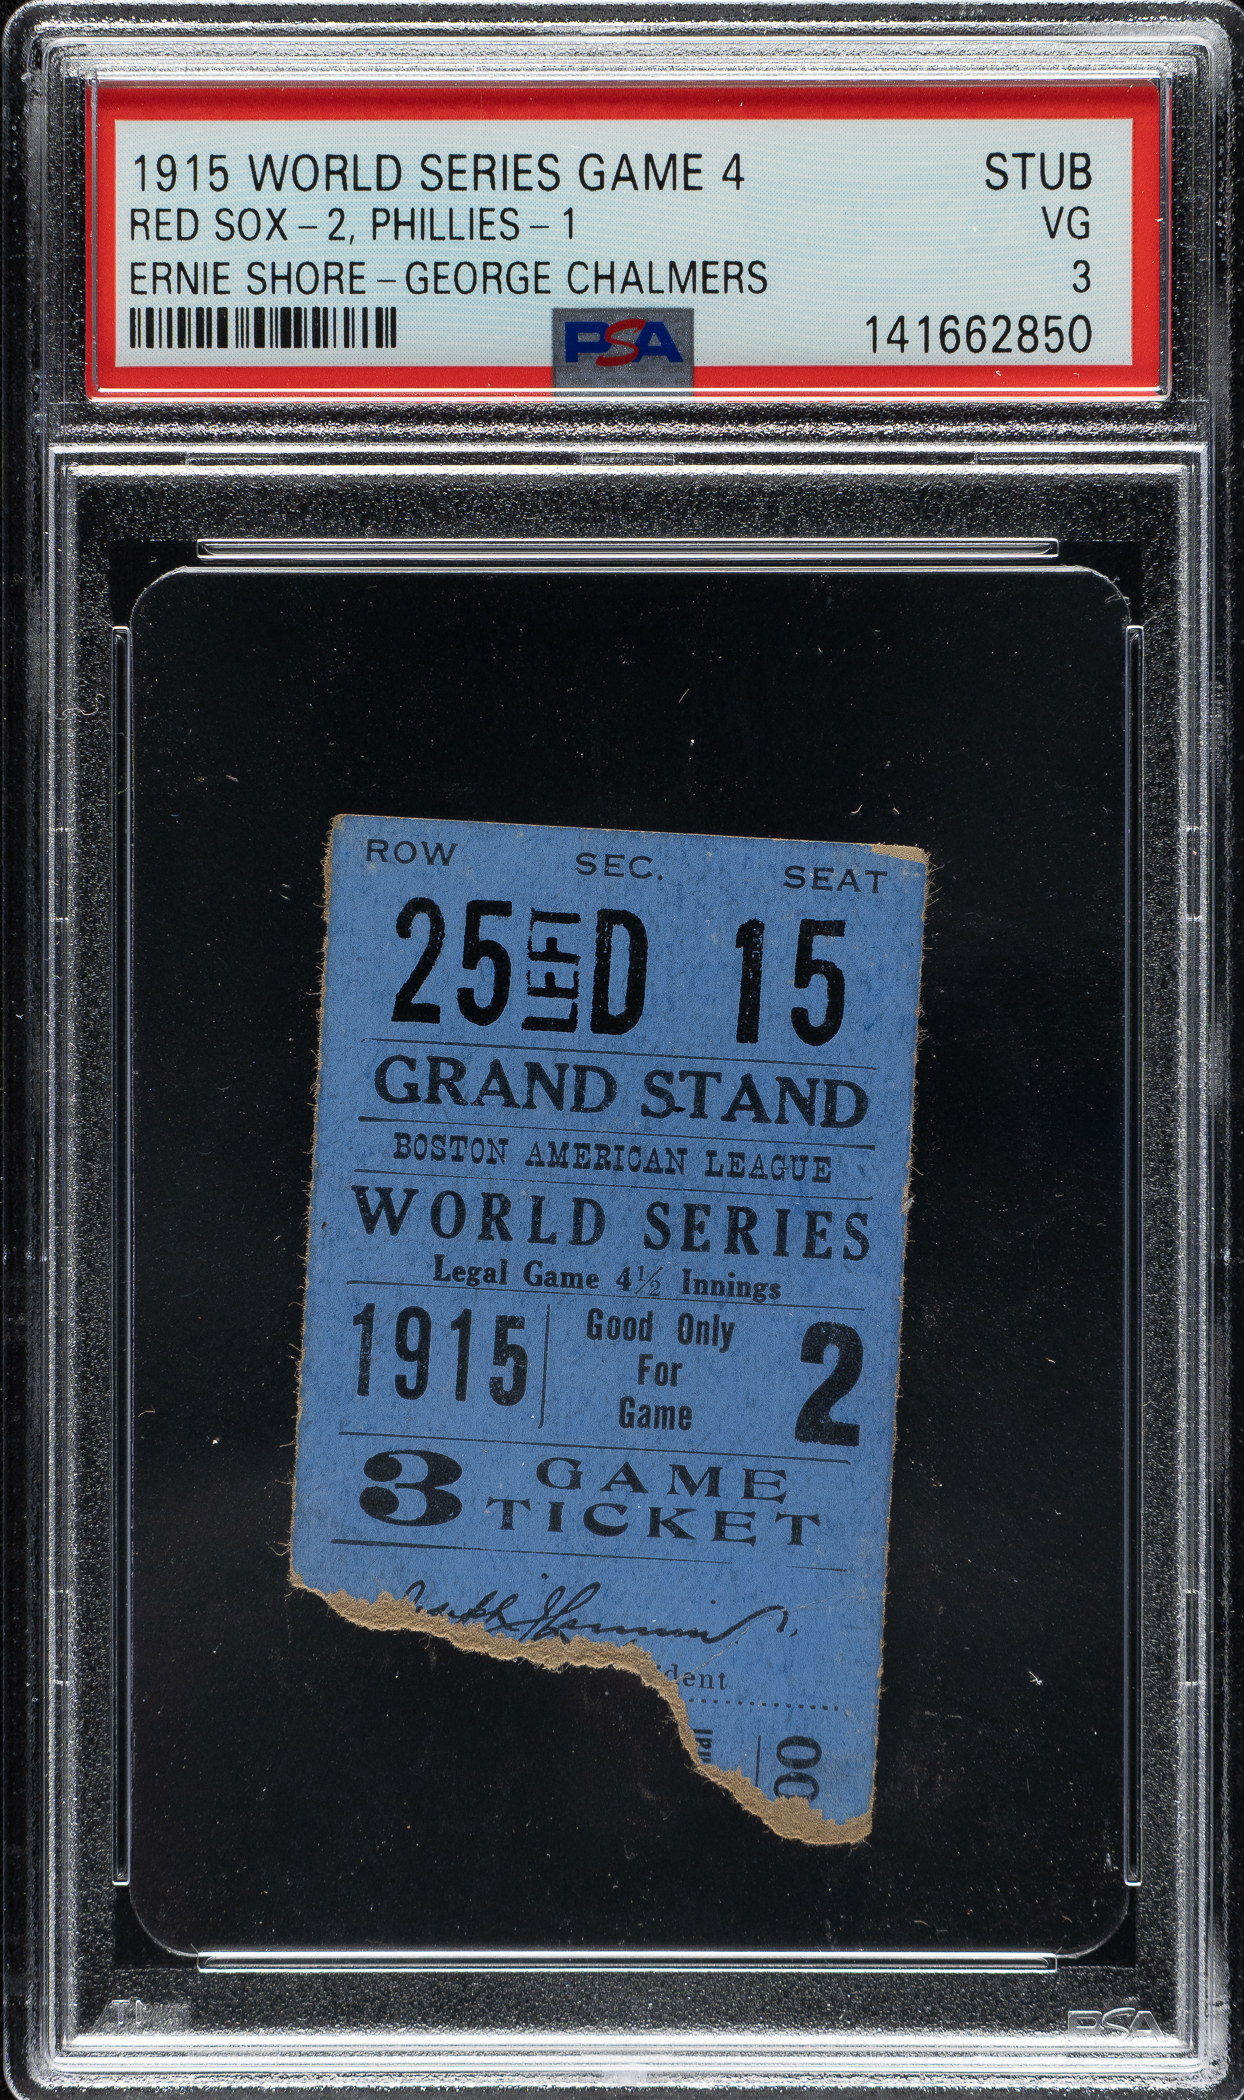 1915 WORLD SERIES GAME 4 STUB
RED SOX - 2, PHILLIES - 1 VG
ERNIE SHORE - GEORGE CHALMERS 3
PSA 141662850
ROW SEC. SEAT
25 LEFT D 15
GRAND STAND
BOSTON AMERICAN LEAGUE
WORLD SERIES
Legal Game 4½ Innings
1915 Good Only For Game 2
3 GAME
TICKET
dent
00
PSA